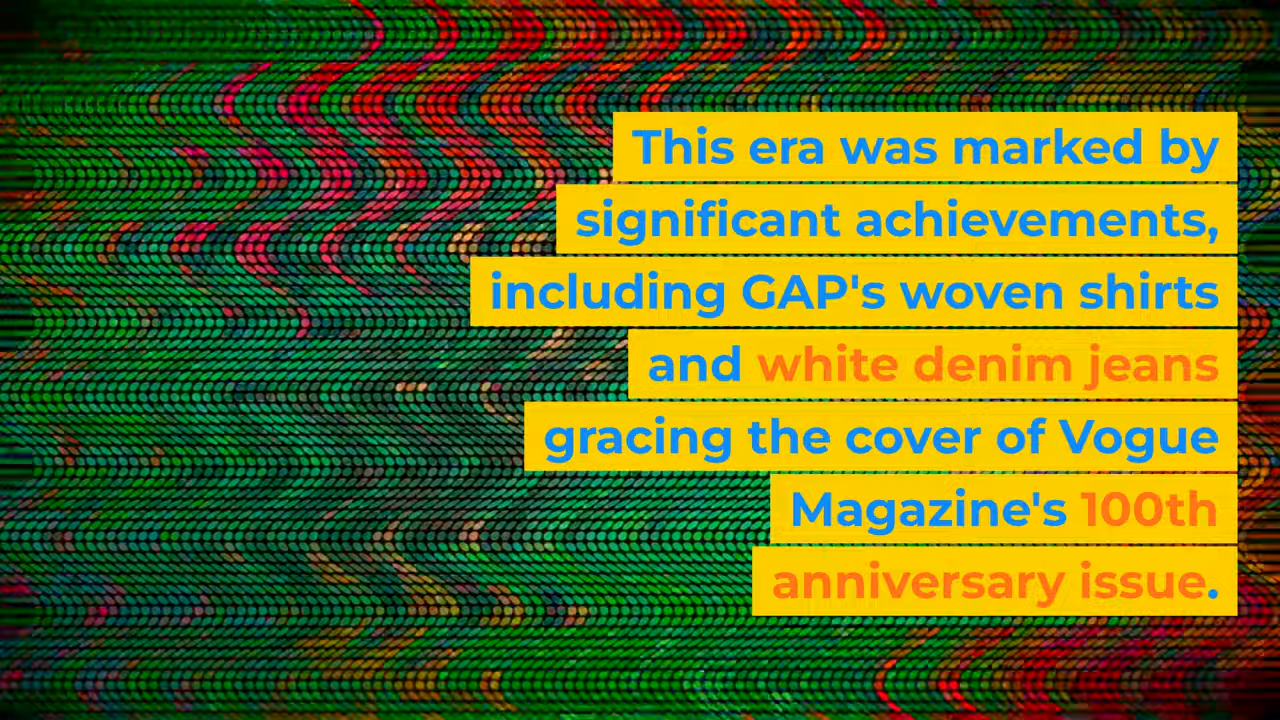 This era was marked by
significant achievements,
including GAP's woven shirts
and white denim jeans
gracing the cover of Vogue
Magazine's 100th
anniversary issue.